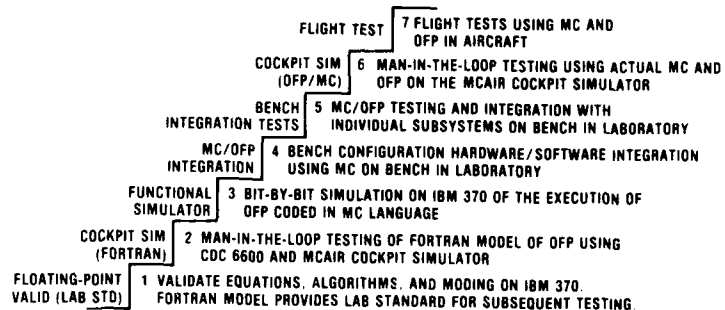 FLIGHT TEST 7 FLIGHT TESTS USING MC AND
OFP IN AIRCRAFT
COCKPIT SIM 6 MAN-IN-THE-LOOP TESTING USING ACTUAL MC AND
(OFP/MC) OFP ON THE MCAIR COCKPIT SIMULATOR
BENCH 5 MC/OFP TESTING AND INTEGRATION WITH
INTEGRATION TESTS INDIVIDUAL SUBSYSTEMS ON BENCH IN LABORATORY
MC/OFP 4 BENCH CONFIGURATION HARDWARE/SOFTWARE INTEGRATION
INTEGRATION USING MC ON BENCH IN LABORATORY
FUNCTIONAL 3 BIT-BY-BIT SIMULATION ON IBM 370 OF THE EXECUTION OF
SIMULATOR OFP CODED IN MC LANGUAGE
COCKPIT SIM 2 MAN-IN-THE-LOOP TESTING OF FORTRAN MODEL OF OFP USING
(FORTRAN) CDC 6600 AND MCAIR COCKPIT SIMULATOR
FLOATING-POINT 1 VALIDATE EQUATIONS, ALGORITHMS, AND MODING ON IBM 370.
VALID (LAB STD) FORTRAN MODEL PROVIDES LAB STANDARD FOR SUBSEQUENT TESTING.